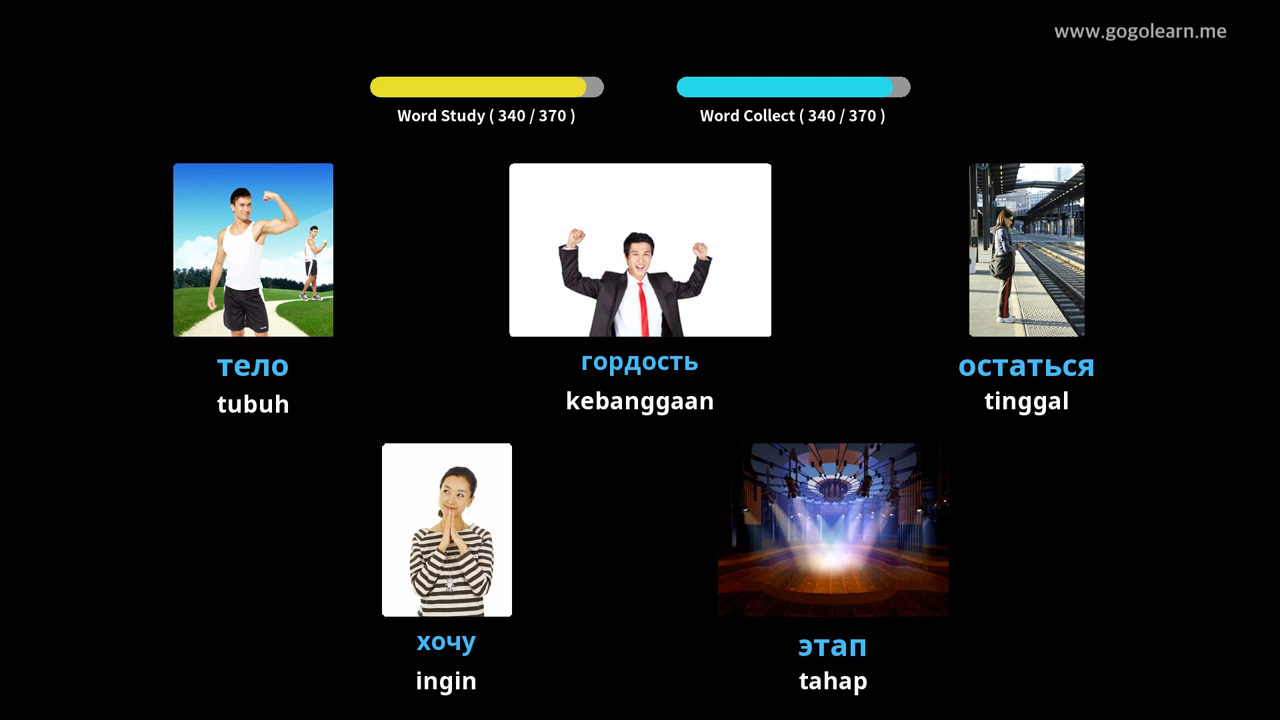 www.gogolearn.me
Word Study ( 340 / 370 )
Word Collect ( 340 / 370 )
тело
tubuh
гордость
kebanggaan
остаться
tinggal
хочу
ingin
этап
tahap